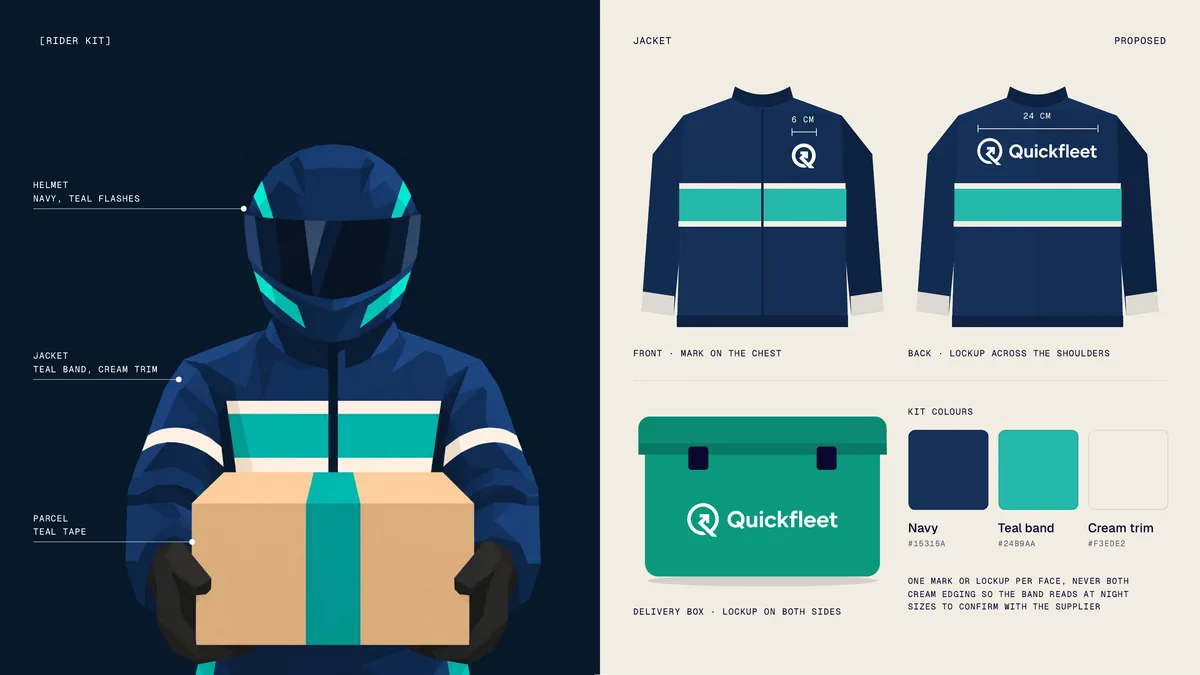 [RIDER KIT]
HELMET
NAVY, TEAL FLASHES
JACKET
TEAL BAND, CREAM TRIM
PARCEL
TEAL TAPE
JACKET
PROPOSED
6 CM
24 CM
Quickfleet
FRONT · MARK ON THE CHEST
BACK · LOCKUP ACROSS THE SHOULDERS
Quickfleet
DELIVERY BOX · LOCKUP ON BOTH SIDES
KIT COLOURS
Navy
#15315A
Teal band
#24B9AA
Cream trim
#F3EDE2
ONE MARK OR LOCKUP PER FACE, NEVER BOTH
CREAM EDGING SO THE BAND READS AT NIGHT
SIZES TO CONFIRM WITH THE SUPPLIER